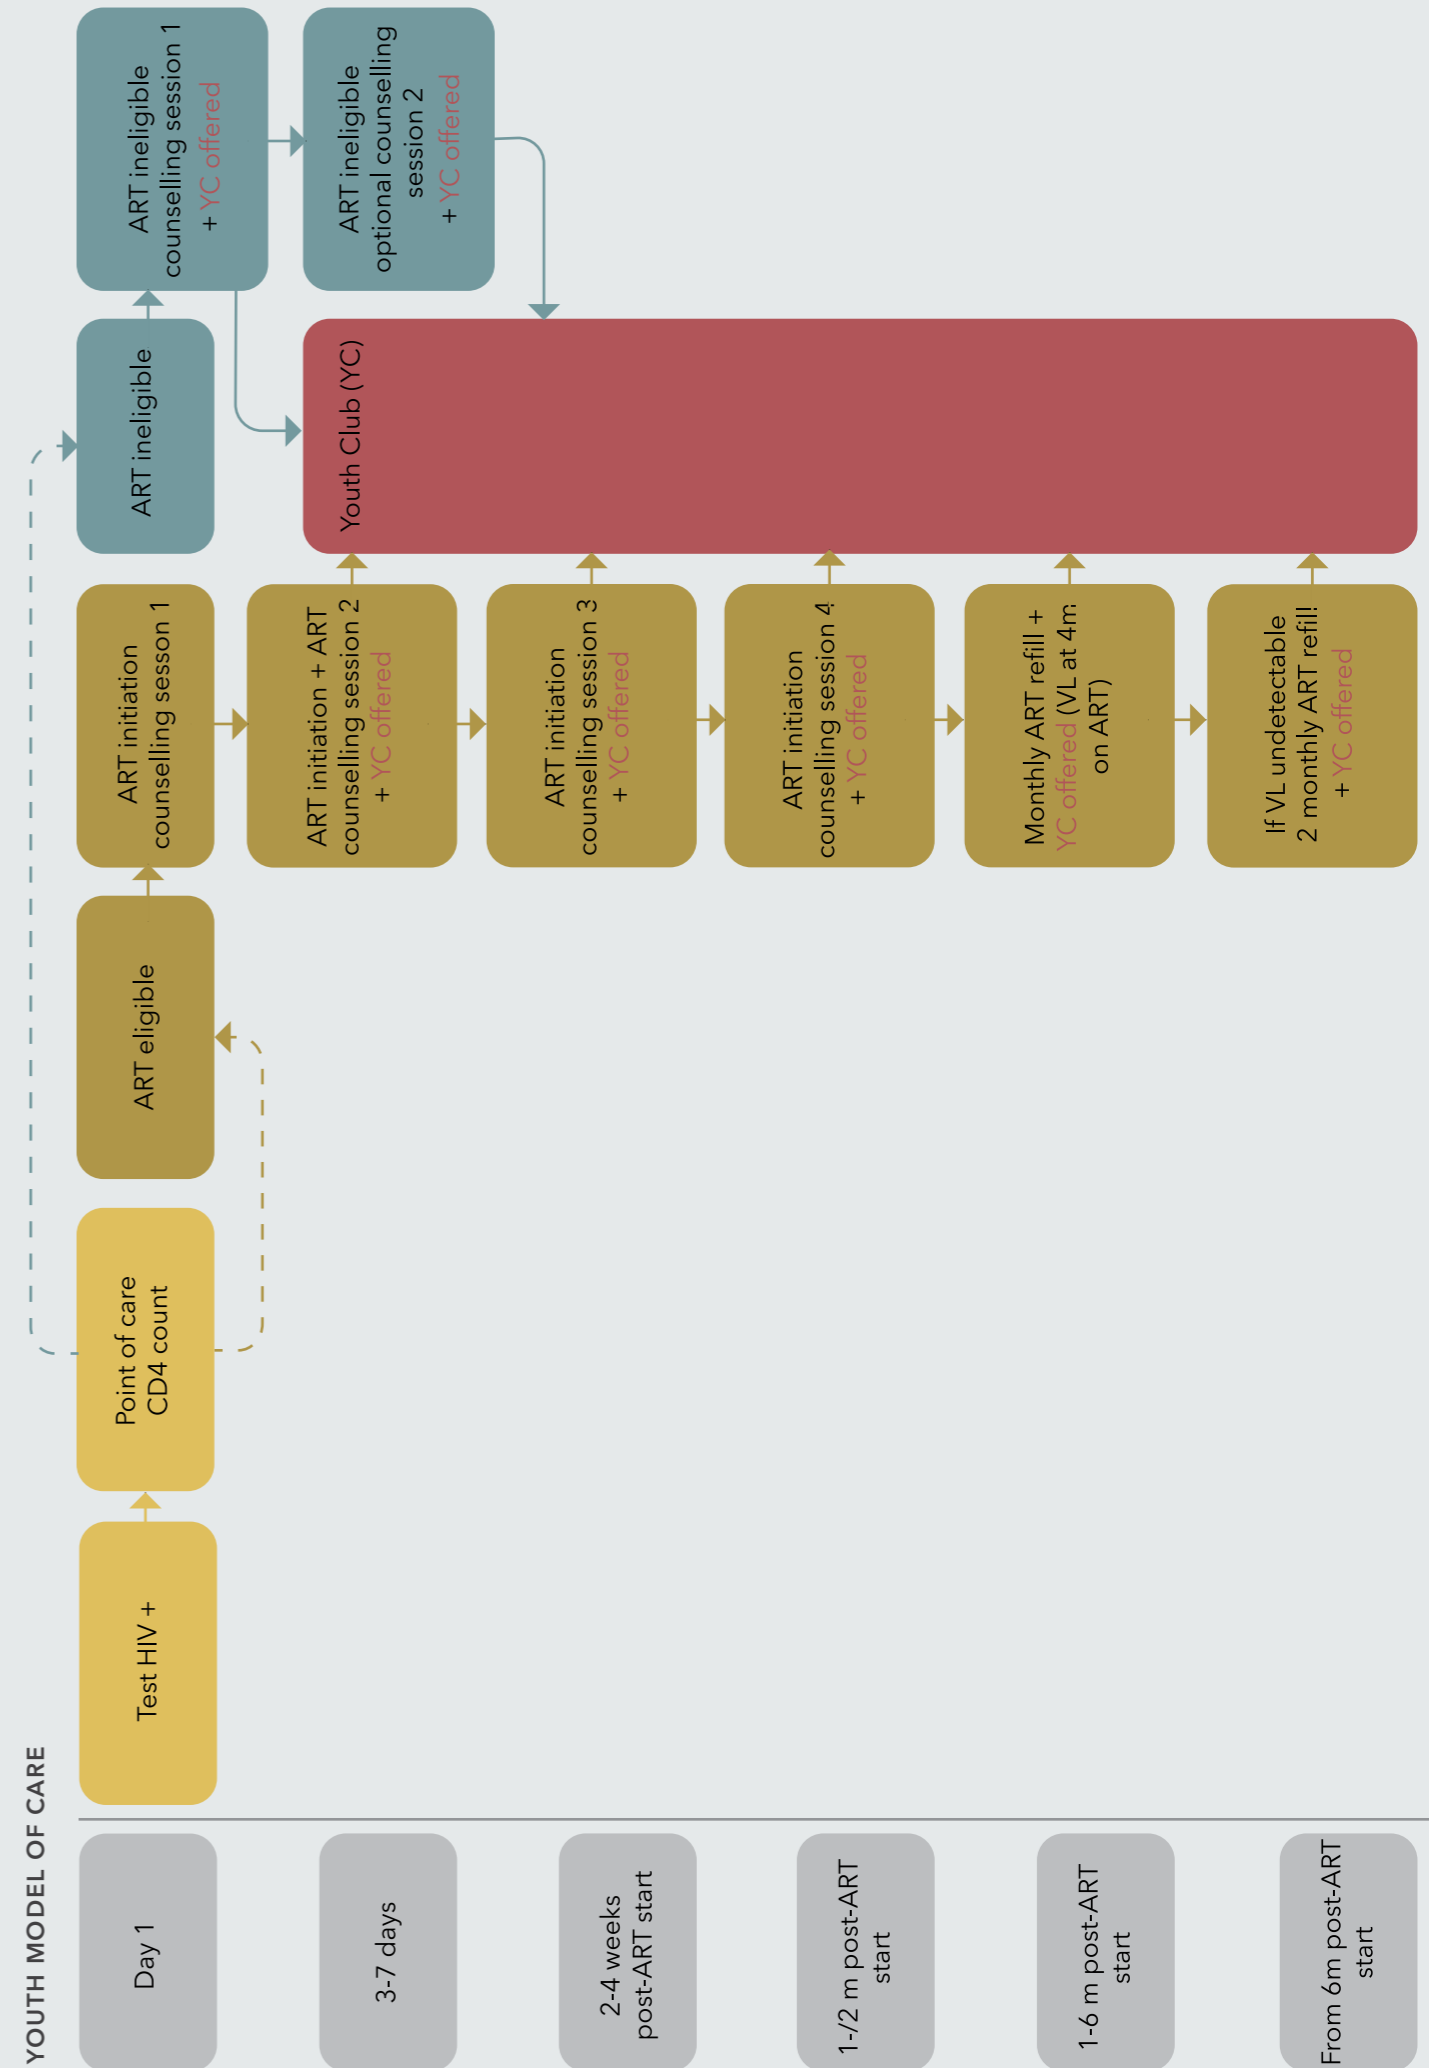 YOUTH MODEL OF CARE
Day 1
Test HIV +
Point of care
CD4 count
ART eligible
ART initiation
counselling sesson 1
ART ineligible
ART ineligible
counselling session 1
+ YC offered
3-7 days
ART initiation + ART
counselling session 2
+ YC offered
Youth Club (YC)
ART ineligible
optional counselling
session 2
+ YC offered
2-4 weeks
post-ART start
ART initiation
counselling session 3
+ YC offered
1-/2 m post-ART
start
ART initiation
counselling session 4
+ YC offered
1-6 m post-ART
start
Monthly ART refill +
YC offered (VL at 4m
on ART)
From 6m post-ART
start
If VL undetectable
2 monthly ART refill
+ YC offered